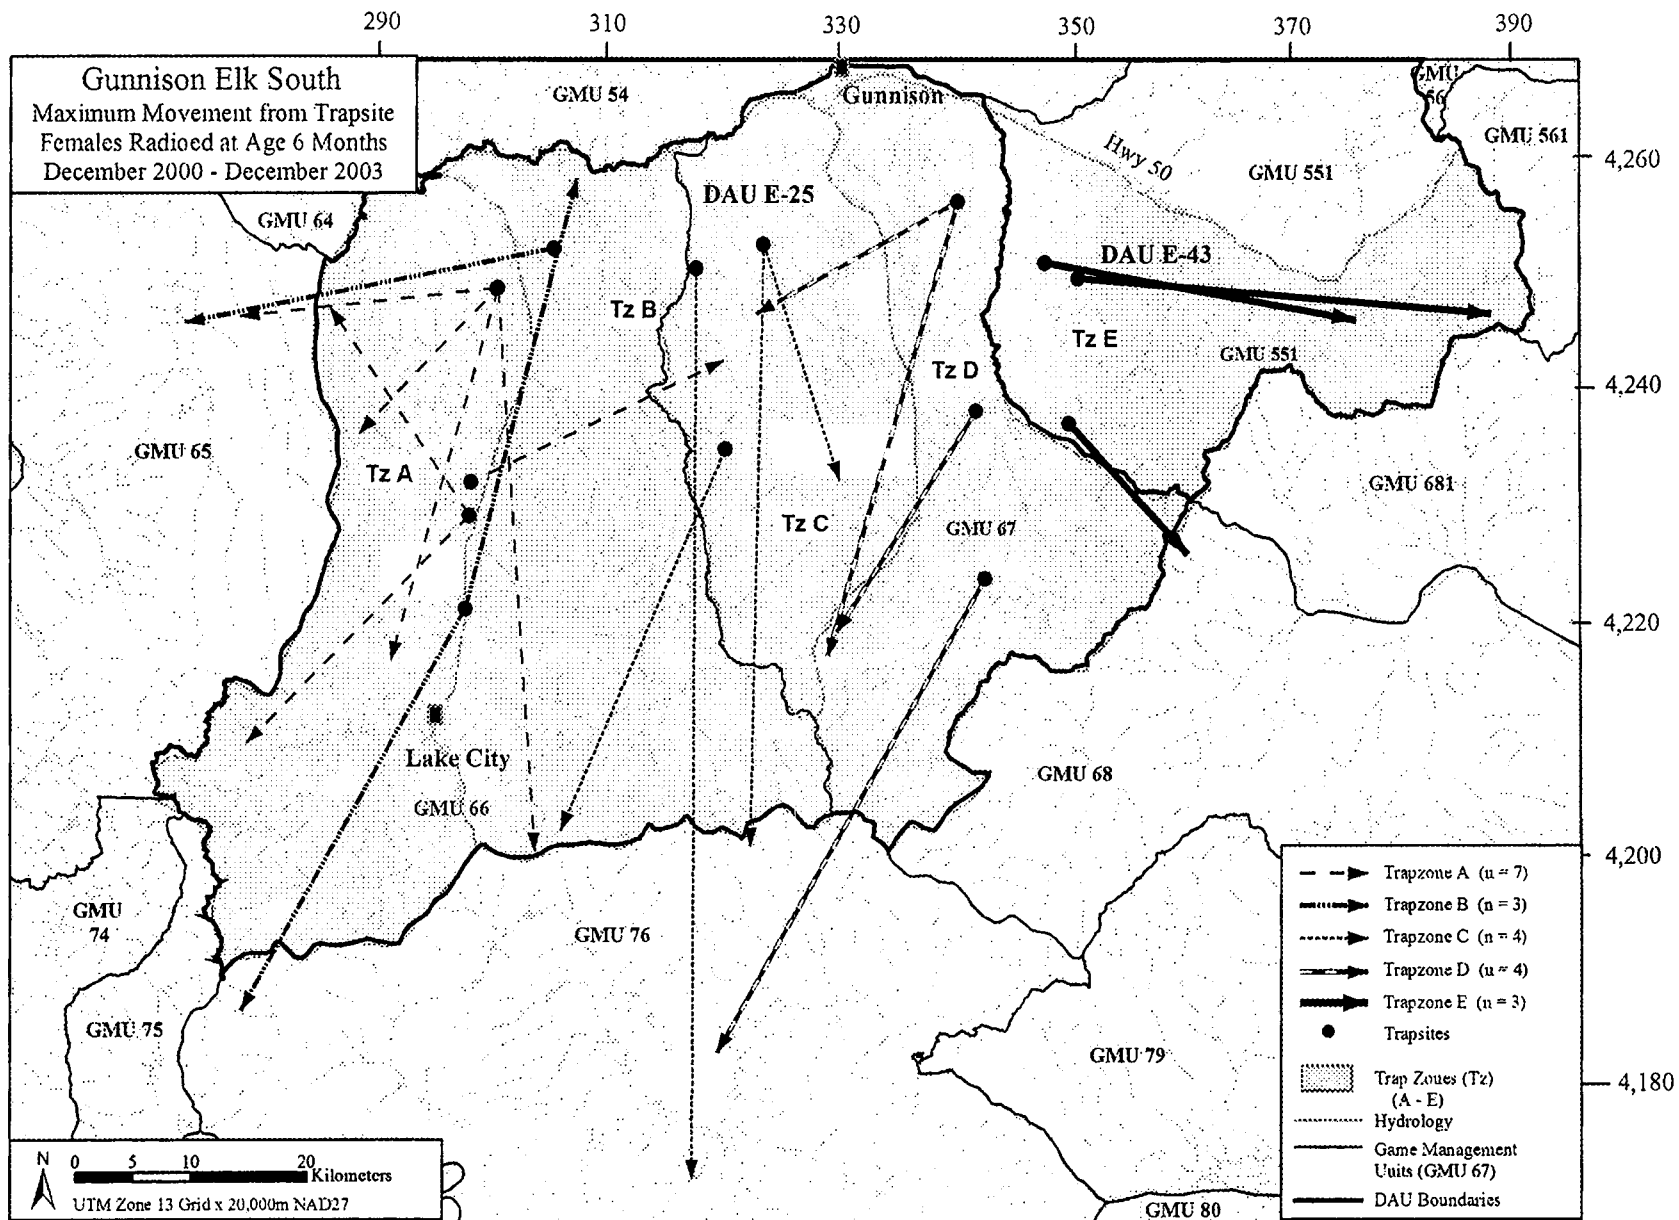 290 310 330 350 370 390
Gunnison Elk South
Maximum Movement from Trapsite
Females Radioed at Age 6 Months
December 2000 - December 2003
GMU 54
Gunnison
GMU
56
GMU 561
4,260
Hwy 50
GMU 551
GMU 64
DAU E-25
DAU E-43
Tz B
Tz E
GMU 551
Tz D
4,240
GMU 65
Tz A
GMU 681
Tz C
GMU 67
4,220
Lake City
GMU 66
GMU 68
4,200
GMU
74
GMU 76
GMU 75
GMU 79
4,180
GMU 80
Trapzone A (n = 7)
Trapzone B (n = 3)
Trapzone C (n = 4)
Trapzone D (n = 4)
Trapzone E (n = 3)
Trapsites
Trap Zones (Tz)
(A - E)
Hydrology
Game Management
Units (GMU 67)
DAU Boundaries
N
0 5 10 20
Kilometers
UTM Zone 13 Grid x 20,000m NAD27